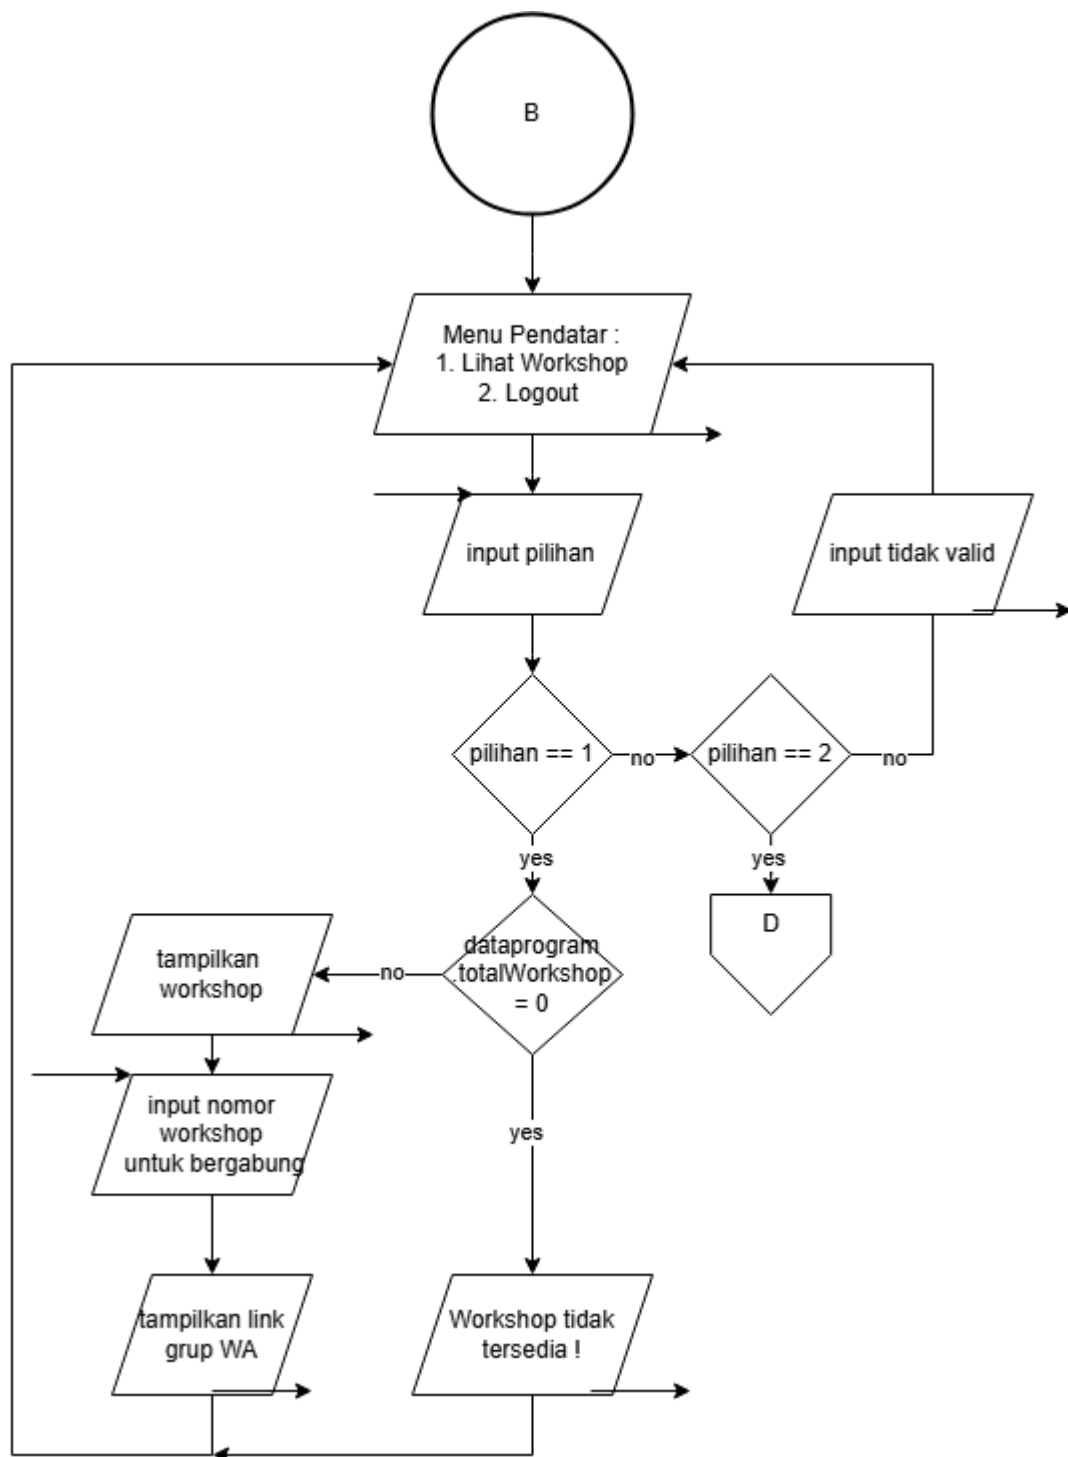 B
Menu Pendatar :
1. Lihat Workshop
2. Logout
input pilihan
input tidak valid
pilihan == 1
no
pilihan == 2
no
yes
yes
dataprogram
.totalWorkshop
= 0
D
no
tampilkan
workshop
input nomor
workshop
untuk bergabung
yes
tampilkan link
grup WA
Workshop tidak
tersedia !